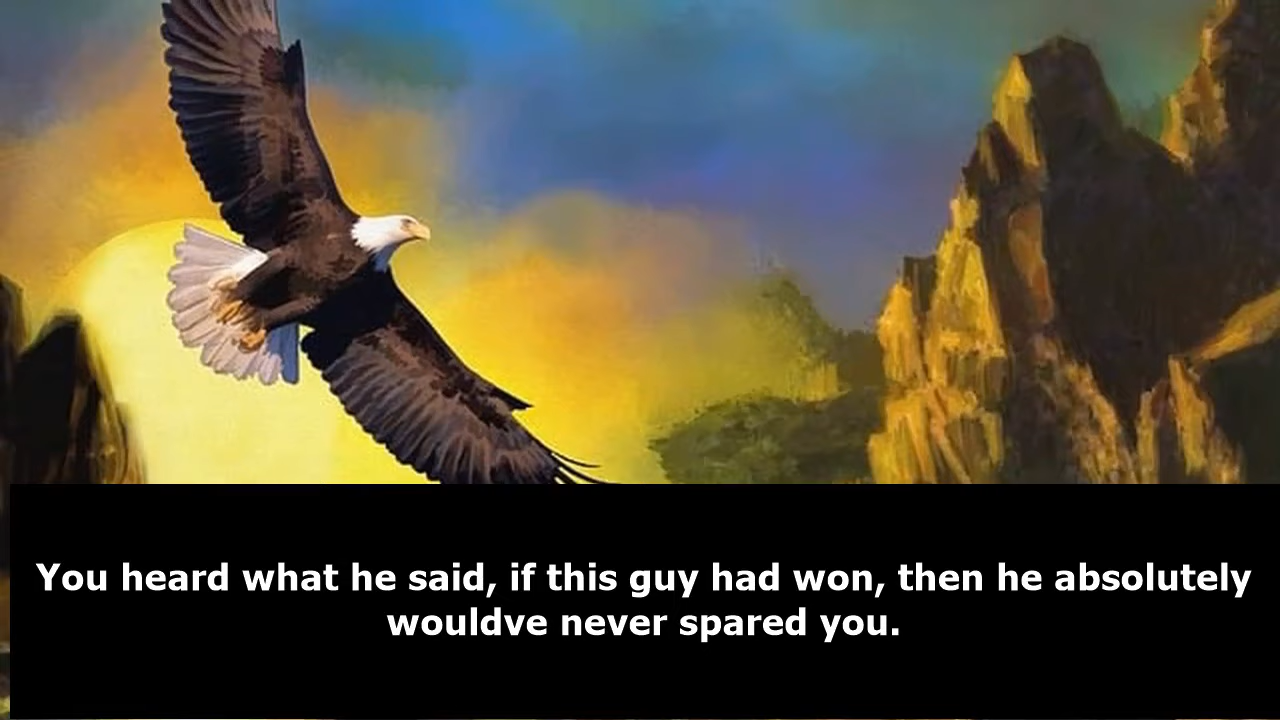 You heard what he said, if this guy had won, then he absolutely
wouldve never spared you.